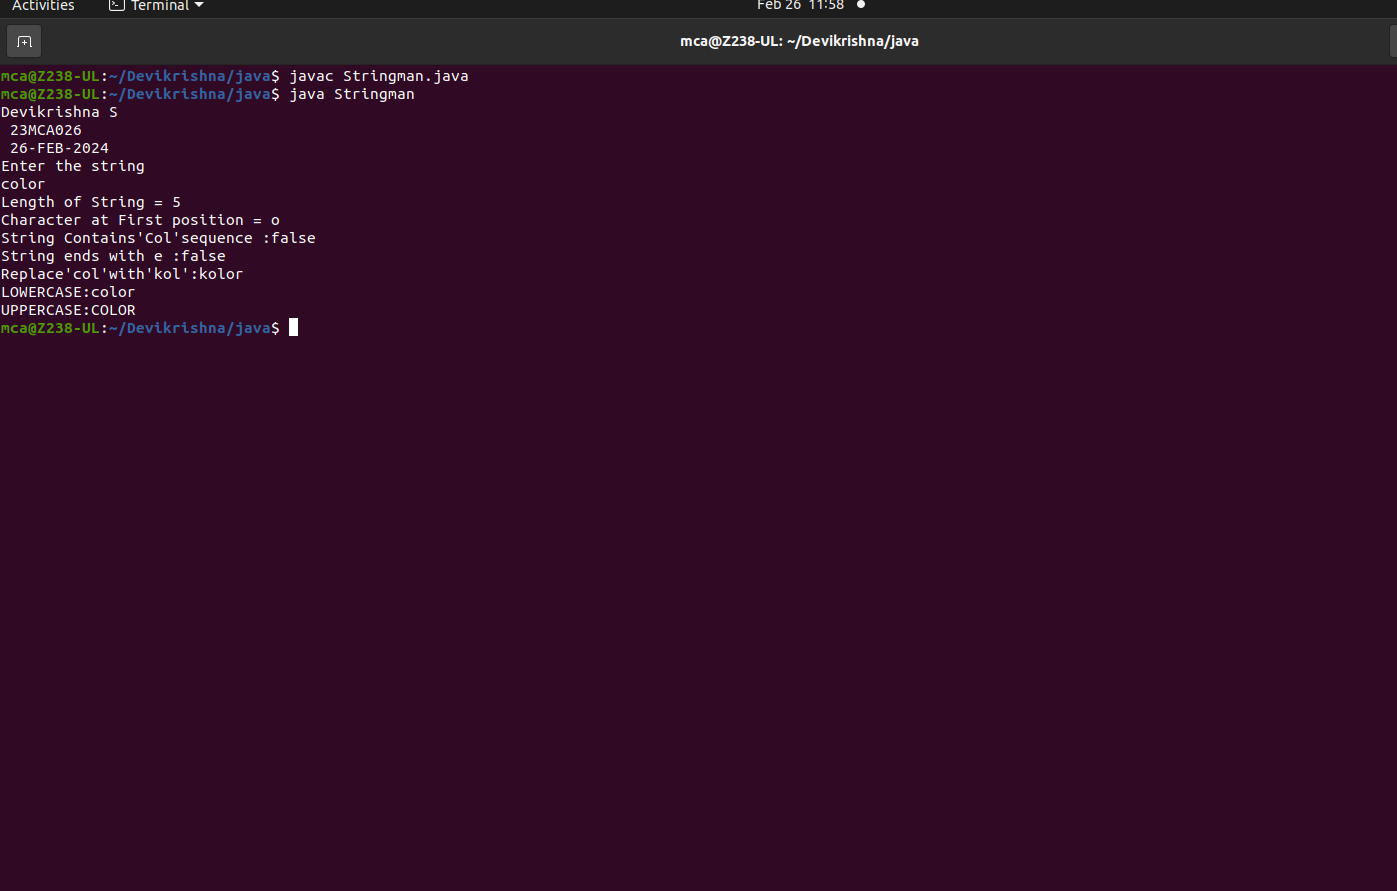 Activities Terminal Feb 26 11:58
mca@Z238-UL: ~/Devikrishna/java
mca@Z238-UL:~/Devikrishna/java$ javac Stringman.java
mca@Z238-UL:~/Devikrishna/java$ java Stringman
Devikrishna S
 23MCA026
 26-FEB-2024
Enter the string
color
Length of String = 5
Character at First position = o
String Contains'Col'sequence :false
String ends with e :false
Replace'col'with'kol':kolor
LOWERCASE:color
UPPERCASE:COLOR
mca@Z238-UL:~/Devikrishna/java$